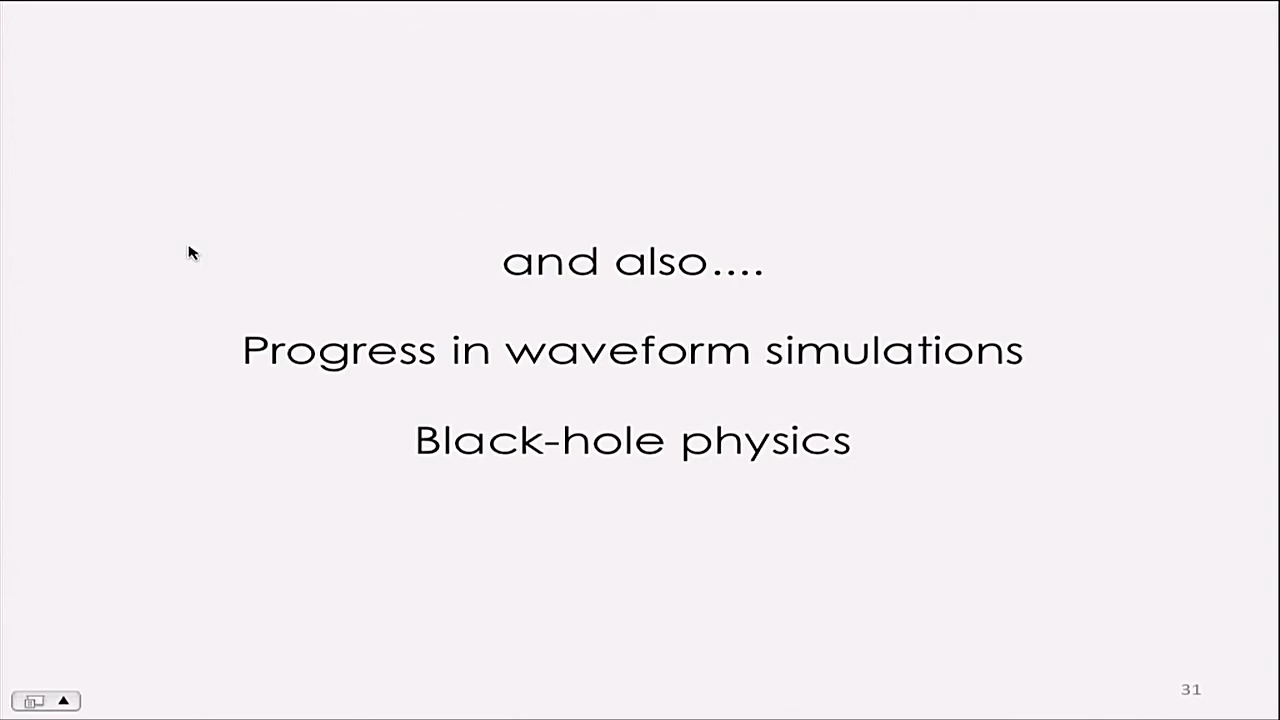 and also....
Progress in waveform simulations
Black-hole physics
31